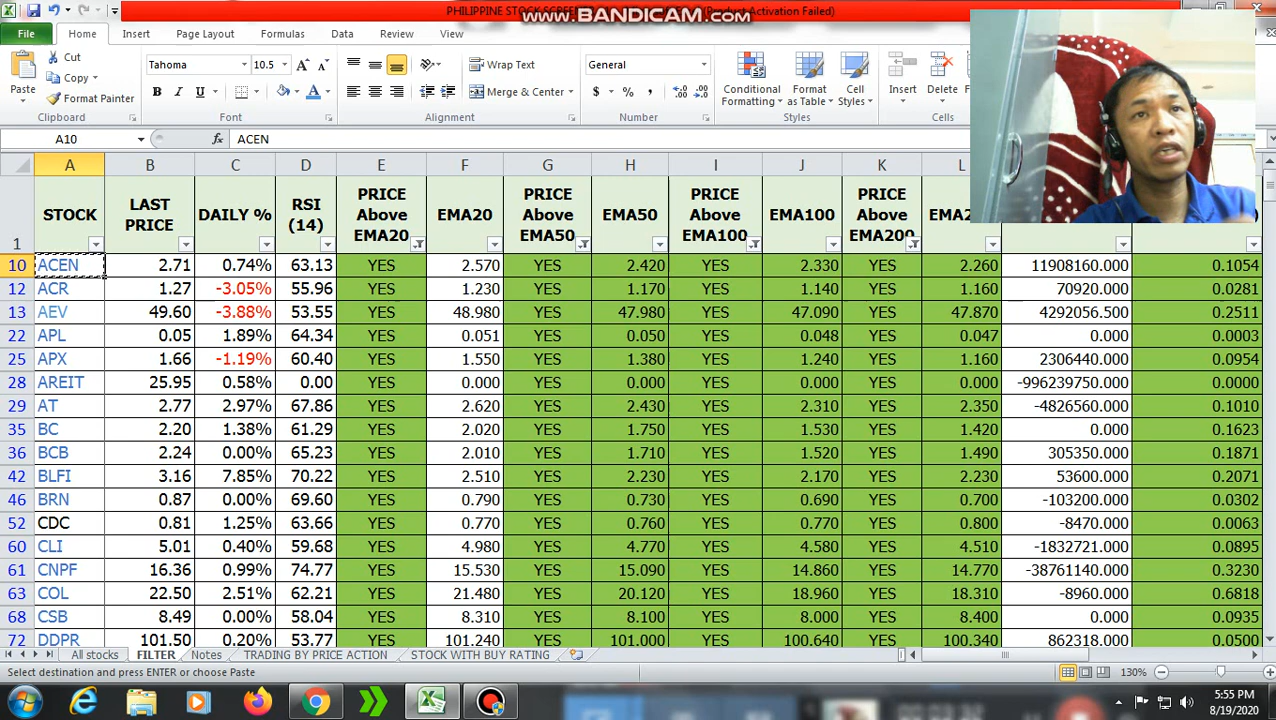 PHILIPPINE STOCK SCREE
WWW.BANDICAM.COM
(Product Activation Failed)
File Home Insert Page Layout Formulas Data Review View
Paste
Cut
Copy
Format Painter
Clipboard
Tahoma 10.5
B I U
Font
Wrap Text
Merge & Center
Alignment
General
$ % ,
Number
Conditional Formatting
Format as Table
Cell Styles
Styles
Insert Delete
Cells
A10 fx ACEN
A B C D E F G H I J K L
1 STOCK LAST PRICE DAILY % RSI (14) PRICE Above EMA20 EMA20 PRICE Above EMA50 EMA50 PRICE Above EMA100 EMA100 PRICE Above EMA200 EMA2
10 ACEN 2.71 0.74% 63.13 YES 2.570 YES 2.420 YES 2.330 YES 2.260 11908160.000 0.1054
12 ACR 1.27 -3.05% 55.96 YES 1.230 YES 1.170 YES 1.140 YES 1.160 70920.000 0.0281
13 AEV 49.60 -3.88% 53.55 YES 48.980 YES 47.980 YES 47.090 YES 47.870 4292056.500 0.2511
22 APL 0.05 1.89% 64.34 YES 0.051 YES 0.050 YES 0.048 YES 0.047 0.000 0.0003
25 APX 1.66 -1.19% 60.40 YES 1.550 YES 1.380 YES 1.240 YES 1.160 2306440.000 0.0954
28 AREIT 25.95 0.58% 0.00 YES 0.000 YES 0.000 YES 0.000 YES 0.000 -996239750.000 0.0000
29 AT 2.77 2.97% 67.86 YES 2.620 YES 2.430 YES 2.310 YES 2.350 -4826560.000 0.1010
35 BC 2.20 1.38% 61.29 YES 2.020 YES 1.750 YES 1.530 YES 1.420 0.000 0.1623
36 BCB 2.24 0.00% 65.23 YES 2.010 YES 1.710 YES 1.520 YES 1.490 305350.000 0.1871
42 BLFI 3.16 7.85% 70.22 YES 2.510 YES 2.230 YES 2.170 YES 2.230 53600.000 0.2071
46 BRN 0.87 0.00% 69.60 YES 0.790 YES 0.730 YES 0.690 YES 0.700 -103200.000 0.0302
52 CDC 0.81 1.25% 63.66 YES 0.770 YES 0.760 YES 0.770 YES 0.800 -8470.000 0.0063
60 CLI 5.01 0.40% 59.68 YES 4.980 YES 4.770 YES 4.580 YES 4.510 -1832721.000 0.0895
61 CNPF 16.36 0.99% 74.77 YES 15.530 YES 15.090 YES 14.860 YES 14.770 -38761140.000 0.3230
63 COL 22.50 2.51% 62.21 YES 21.480 YES 20.120 YES 18.960 YES 18.310 -8960.000 0.6818
68 CSB 8.49 0.00% 58.04 YES 8.310 YES 8.100 YES 8.000 YES 8.400 0.000 0.0935
72 DDPR 101.50 0.20% 53.77 YES 101.240 YES 101.000 YES 100.640 YES 100.340 862318.000 0.0500
All stocks FILTER Notes TRADING BY PRICE ACTION STOCK WITH BUY RATING
Select destination and press ENTER or choose Paste 130%
5:55 PM
8/19/2020